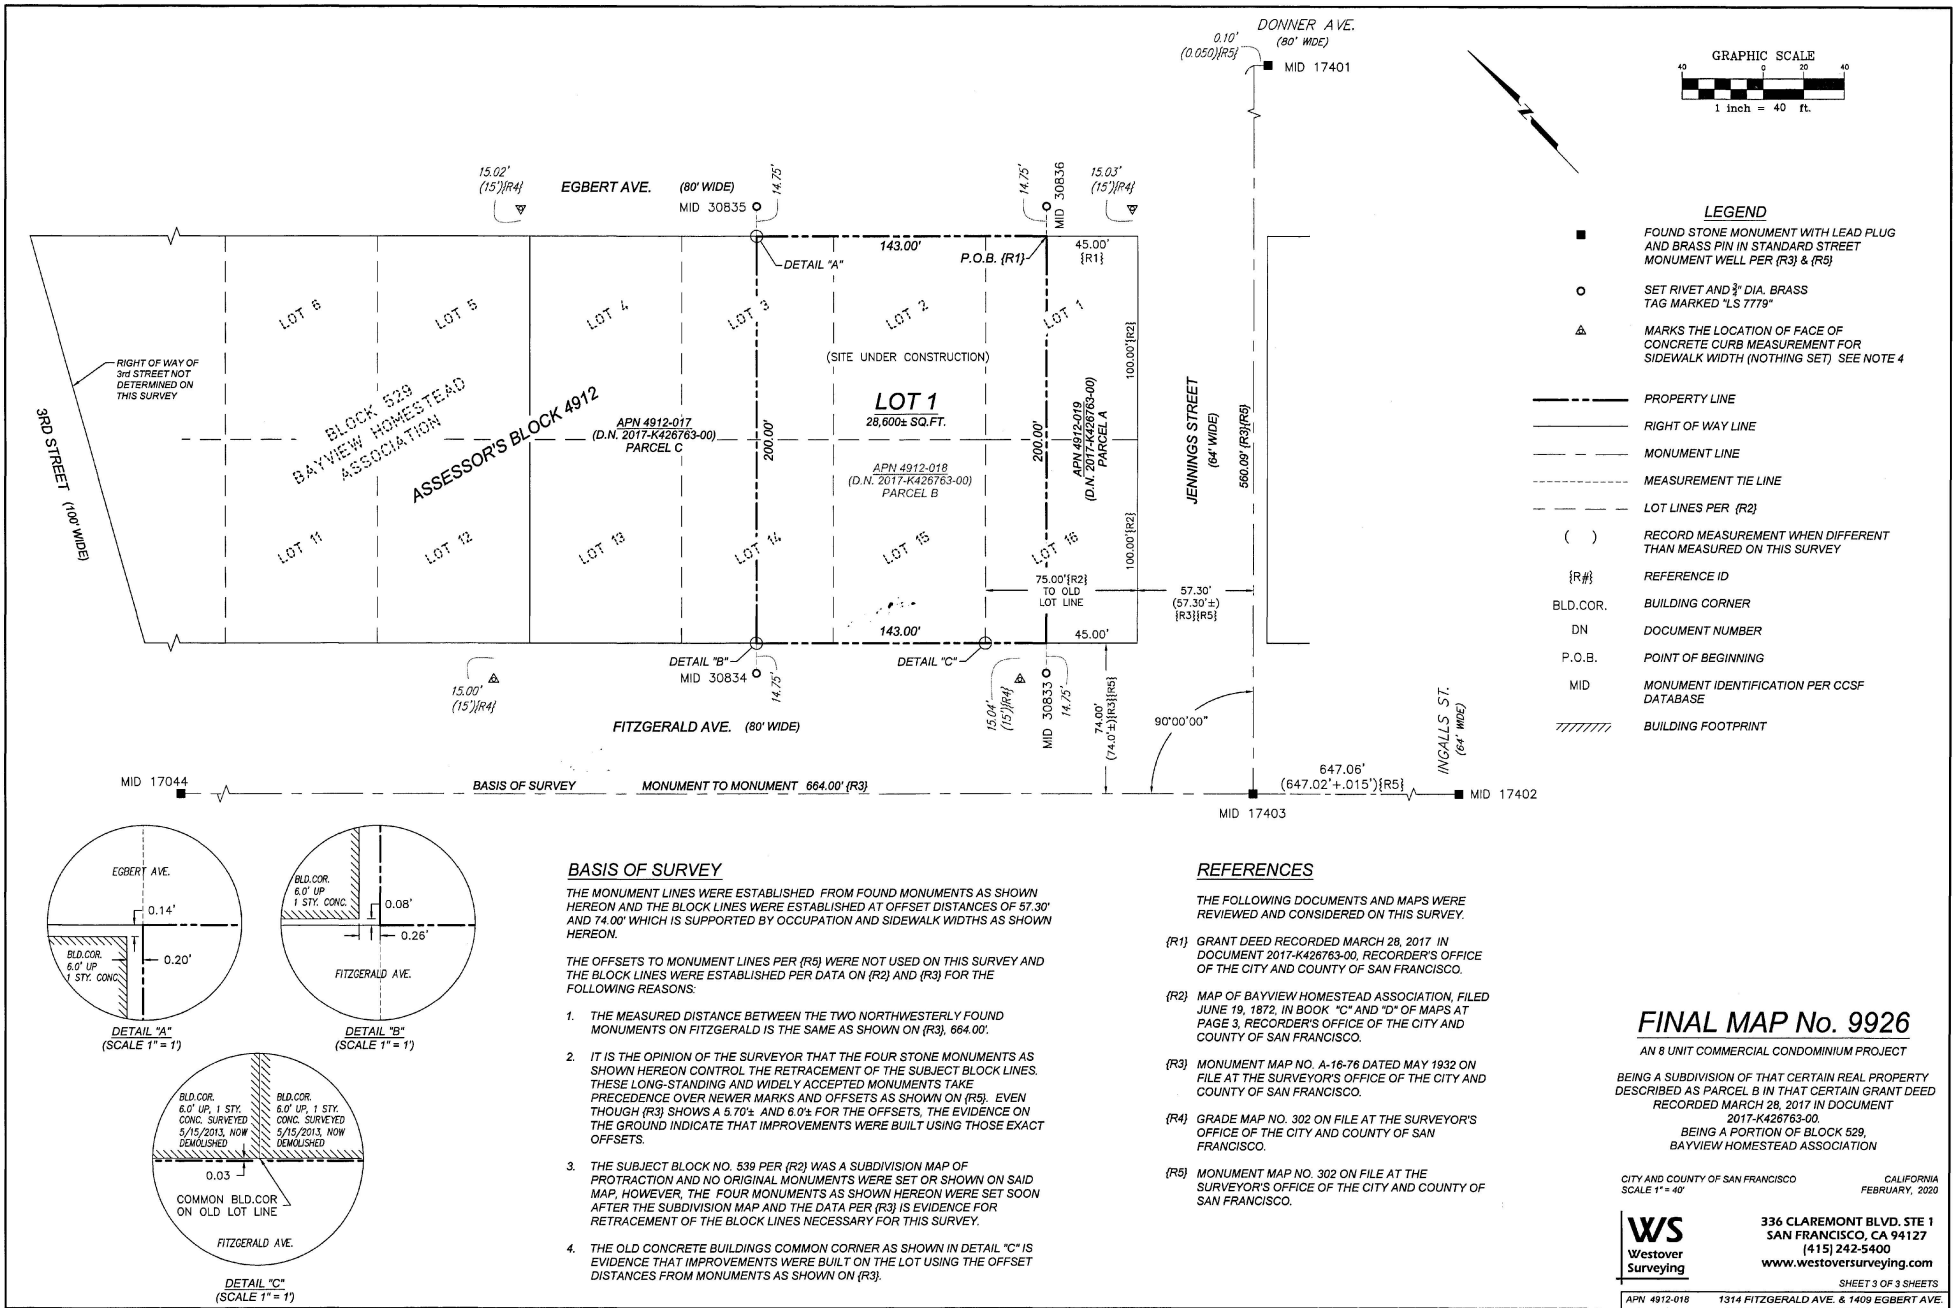 DONNER AVE.
(80' WIDE)
0.10'
(0.050){R5}
MID 17401
GRAPHIC SCALE
40 0 20 40
1 inch = 40 ft.
N
15.02'
(15'){R4}
EGBERT AVE. (80' WIDE)
MID 30835
14.75'
14.75'
MID 30836
15.03'
(15'){R4}
143.00'
DETAIL "A"
P.O.B. {R1}
45.00'
{R1}
LOT 6
LOT 5
LOT 4
LOT 3
LOT 2
LOT 1
RIGHT OF WAY OF
3rd STREET NOT
DETERMINED ON
THIS SURVEY
3RD STREET (100' WIDE)
BLOCK 529
BAYVIEW HOMESTEAD
ASSOCIATION
ASSESSOR'S BLOCK 4912
APN 4912-017
(D.N. 2017-K426763-00)
PARCEL C
200.00'
(SITE UNDER CONSTRUCTION)
LOT 1
28,600± SQ.FT.
APN 4912-018
(D.N. 2017-K426763-00)
PARCEL B
200.00'
APN 4912-019
(D.N. 2017-K426763-00)
PARCEL A
100.00'{R2}
100.00'{R2}
JENNINGS STREET
(64' WIDE)
560.09' {R3}{R5}
LOT 11
LOT 12
LOT 13
LOT 14
LOT 15
LOT 16
75.00'{R2}
TO OLD
LOT LINE
57.30'
(57.30'±)
{R3}{R5}
143.00'
45.00'
DETAIL "B"
MID 30834
14.75'
DETAIL "C"
15.00'
(15'){R4}
15.04'
(15'){R4}
MID 30833
14.75'
74.00'
(74.0'±){R3}{R5}
90°00'00"
FITZGERALD AVE. (80' WIDE)
INGALLS ST.
(64' WIDE)
MID 17044
BASIS OF SURVEY MONUMENT TO MONUMENT 664.00' {R3}
647.06'
(647.02'+.015'){R5}
MID 17402
MID 17403
LEGEND
FOUND STONE MONUMENT WITH LEAD PLUG
AND BRASS PIN IN STANDARD STREET
MONUMENT WELL PER {R3} & {R5}
SET RIVET AND 3/4" DIA. BRASS
TAG MARKED "LS 7779"
MARKS THE LOCATION OF FACE OF
CONCRETE CURB MEASUREMENT FOR
SIDEWALK WIDTH (NOTHING SET) SEE NOTE 4
PROPERTY LINE
RIGHT OF WAY LINE
MONUMENT LINE
MEASUREMENT TIE LINE
LOT LINES PER {R2}
( ) RECORD MEASUREMENT WHEN DIFFERENT
THAN MEASURED ON THIS SURVEY
{R#} REFERENCE ID
BLD.COR. BUILDING CORNER
DN DOCUMENT NUMBER
P.O.B. POINT OF BEGINNING
MID MONUMENT IDENTIFICATION PER CCSF
DATABASE
BUILDING FOOTPRINT
EGBERT AVE.
0.14'
BLD.COR.
6.0' UP
1 STY. CONC.
0.20'
DETAIL "A"
(SCALE 1" = 1')
BLD.COR.
6.0' UP
1 STY. CONC.
0.08'
0.26'
FITZGERALD AVE.
DETAIL "B"
(SCALE 1" = 1')
BLD.COR.
6.0' UP, 1 STY.
CONC. SURVEYED
5/15/2013, NOW
DEMOLISHED
BLD.COR.
6.0' UP, 1 STY.
CONC. SURVEYED
5/15/2013, NOW
DEMOLISHED
0.03
COMMON BLD.COR
ON OLD LOT LINE
FITZGERALD AVE.
DETAIL "C"
(SCALE 1" = 1')
BASIS OF SURVEY
THE MONUMENT LINES WERE ESTABLISHED FROM FOUND MONUMENTS AS SHOWN
HEREON AND THE BLOCK LINES WERE ESTABLISHED AT OFFSET DISTANCES OF 57.30'
AND 74.00' WHICH IS SUPPORTED BY OCCUPATION AND SIDEWALK WIDTHS AS SHOWN
HEREON.
THE OFFSETS TO MONUMENT LINES PER {R5} WERE NOT USED ON THIS SURVEY AND
THE BLOCK LINES WERE ESTABLISHED PER DATA ON {R2} AND {R3} FOR THE
FOLLOWING REASONS:
1. THE MEASURED DISTANCE BETWEEN THE TWO NORTHWESTERLY FOUND
MONUMENTS ON FITZGERALD IS THE SAME AS SHOWN ON {R3}, 664.00'.
2. IT IS THE OPINION OF THE SURVEYOR THAT THE FOUR STONE MONUMENTS AS
SHOWN HEREON CONTROL THE RETRACEMENT OF THE SUBJECT BLOCK LINES.
THESE LONG-STANDING AND WIDELY ACCEPTED MONUMENTS TAKE
PRECEDENCE OVER NEWER MARKS AND OFFSETS AS SHOWN ON {R5}. EVEN
THOUGH {R3} SHOWS A 5.70'± AND 6.0'± FOR THE OFFSETS, THE EVIDENCE ON
THE GROUND INDICATE THAT IMPROVEMENTS WERE BUILT USING THOSE EXACT
OFFSETS.
3. THE SUBJECT BLOCK NO. 539 PER {R2} WAS A SUBDIVISION MAP OF
PROTRACTION AND NO ORIGINAL MONUMENTS WERE SET OR SHOWN ON SAID
MAP, HOWEVER, THE FOUR MONUMENTS AS SHOWN HEREON WERE SET SOON
AFTER THE SUBDIVISION MAP AND THE DATA PER {R3} IS EVIDENCE FOR
RETRACEMENT OF THE BLOCK LINES NECESSARY FOR THIS SURVEY.
4. THE OLD CONCRETE BUILDINGS COMMON CORNER AS SHOWN IN DETAIL "C" IS
EVIDENCE THAT IMPROVEMENTS WERE BUILT ON THE LOT USING THE OFFSET
DISTANCES FROM MONUMENTS AS SHOWN ON {R3}.
REFERENCES
THE FOLLOWING DOCUMENTS AND MAPS WERE
REVIEWED AND CONSIDERED ON THIS SURVEY.
{R1} GRANT DEED RECORDED MARCH 28, 2017 IN
DOCUMENT 2017-K426763-00, RECORDER'S OFFICE
OF THE CITY AND COUNTY OF SAN FRANCISCO.
{R2} MAP OF BAYVIEW HOMESTEAD ASSOCIATION, FILED
JUNE 19, 1872, IN BOOK "C" AND "D" OF MAPS AT
PAGE 3, RECORDER'S OFFICE OF THE CITY AND
COUNTY OF SAN FRANCISCO.
{R3} MONUMENT MAP NO. A-16-76 DATED MAY 1932 ON
FILE AT THE SURVEYOR'S OFFICE OF THE CITY AND
COUNTY OF SAN FRANCISCO.
{R4} GRADE MAP NO. 302 ON FILE AT THE SURVEYOR'S
OFFICE OF THE CITY AND COUNTY OF SAN
FRANCISCO.
{R5} MONUMENT MAP NO. 302 ON FILE AT THE
SURVEYOR'S OFFICE OF THE CITY AND COUNTY OF
SAN FRANCISCO.
FINAL MAP No. 9926
AN 8 UNIT COMMERCIAL CONDOMINIUM PROJECT
BEING A SUBDIVISION OF THAT CERTAIN REAL PROPERTY
DESCRIBED AS PARCEL B IN THAT CERTAIN GRANT DEED
RECORDED MARCH 28, 2017 IN DOCUMENT
2017-K426763-00.
BEING A PORTION OF BLOCK 529,
BAYVIEW HOMESTEAD ASSOCIATION
CITY AND COUNTY OF SAN FRANCISCO CALIFORNIA
SCALE 1" = 40' FEBRUARY, 2020
WS
Westover
Surveying
336 CLAREMONT BLVD. STE 1
SAN FRANCISCO, CA 94127
(415) 242-5400
www.westoversurveying.com
SHEET 3 OF 3 SHEETS
APN 4912-018 1314 FITZGERALD AVE. & 1409 EGBERT AVE.